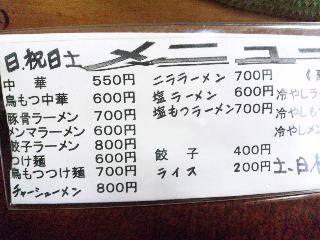 日.祝日土 メニュー
中華 550円
鳥もつ中華 600円
豚骨ラーメン 700円
メンマラーメン 600円
餃子ラーメン 800円
つけ麺 600円
鳥もつつけ麺 700円
チャーシューメン 800円
ニララーメン 700円
塩ラーメン 600円
塩もつラーメン 700円
餃子 400円
ライス 200円
冷やしラ
冷やしも
冷やしメン
土、日、祝